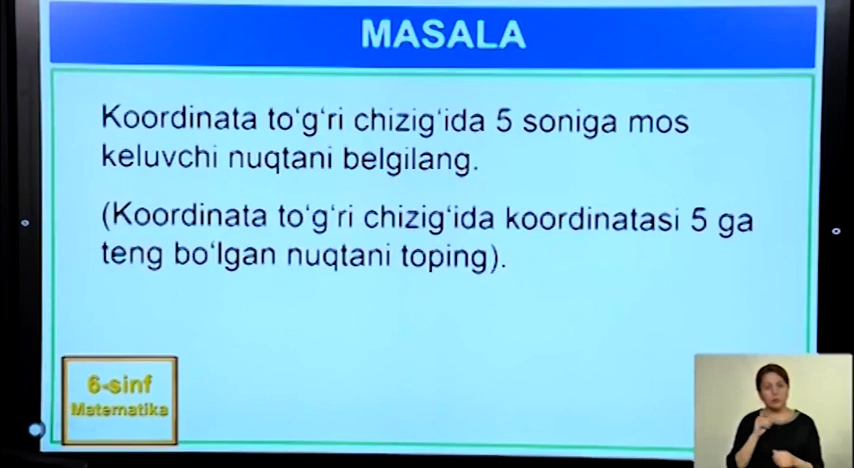 MASALA
Koordinata to‘g‘ri chizig‘ida 5 soniga mos
keluvchi nuqtani belgilang.
(Koordinata to‘g‘ri chizig‘ida koordinatasi 5 ga
teng bo‘lgan nuqtani toping).
6-sinf
Matematika